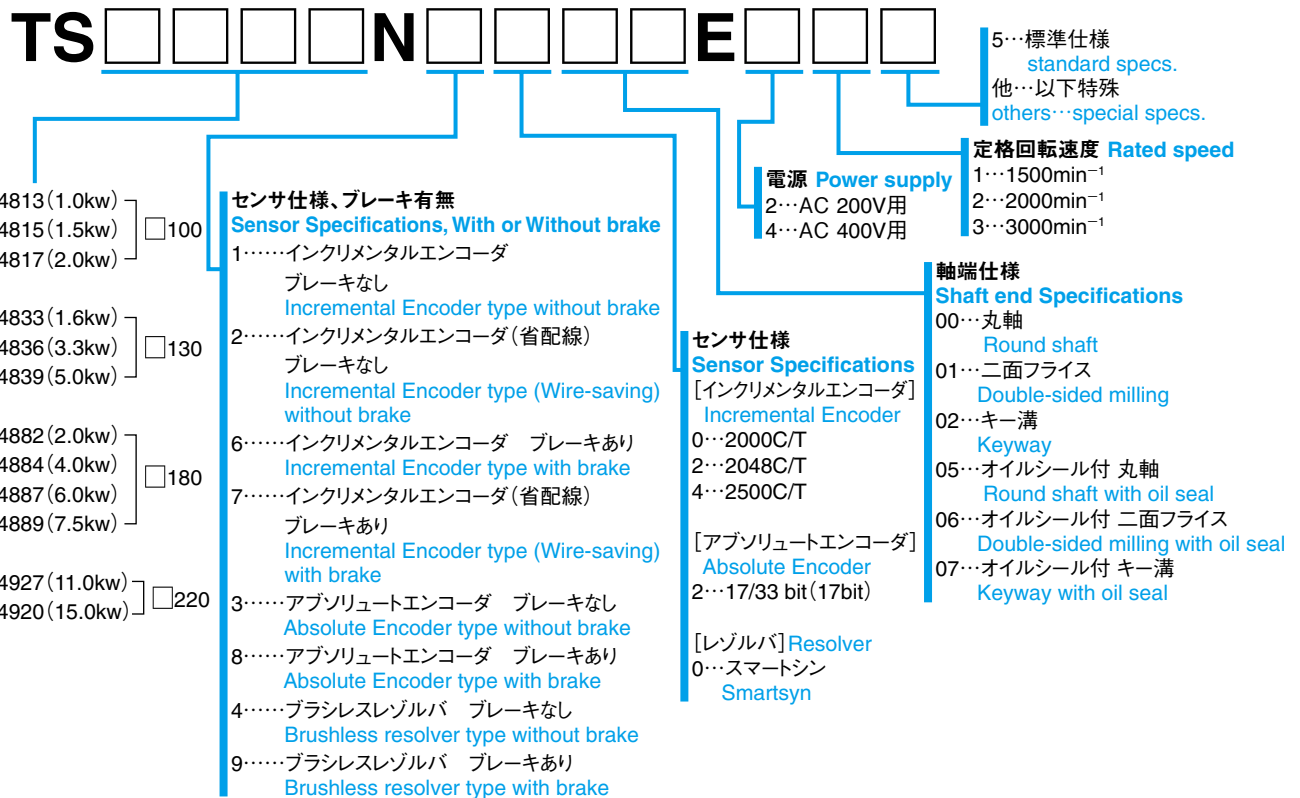 TS□□□□N□□□□E□□□
5…標準仕様
standard specs.
他…以下特殊
others…special specs.
定格回転速度 Rated speed
1…1500min⁻¹
2…2000min⁻¹
3…3000min⁻¹
電源 Power supply
2…AC 200V用
4…AC 400V用
4813(1.0kw)
4815(1.5kw)
4817(2.0kw)
□100
4833(1.6kw)
4836(3.3kw)
4839(5.0kw)
□130
4882(2.0kw)
4884(4.0kw)
4887(6.0kw)
4889(7.5kw)
□180
4927(11.0kw)
4920(15.0kw)
□220
センサ仕様、ブレーキ有無
Sensor Specifications, With or Without brake
1……インクリメンタルエンコーダ
ブレーキなし
Incremental Encoder type without brake
2……インクリメンタルエンコーダ(省配線)
ブレーキなし
Incremental Encoder type (Wire-saving)
without brake
6……インクリメンタルエンコーダ ブレーキあり
Incremental Encoder type with brake
7……インクリメンタルエンコーダ(省配線)
ブレーキあり
Incremental Encoder type (Wire-saving)
with brake
3……アブソリュートエンコーダ ブレーキなし
Absolute Encoder type without brake
8……アブソリュートエンコーダ ブレーキあり
Absolute Encoder type with brake
4……ブラシレスレゾルバ ブレーキなし
Brushless resolver type without brake
9……ブラシレスレゾルバ ブレーキあり
Brushless resolver type with brake
センサ仕様
Sensor Specifications
[インクリメンタルエンコーダ]
Incremental Encoder
0…2000C/T
2…2048C/T
4…2500C/T
[アブソリュートエンコーダ]
Absolute Encoder
2…17/33 bit(17bit)
[レゾルバ]Resolver
0…スマートシン
Smartsyn
軸端仕様
Shaft end Specifications
00…丸軸
Round shaft
01…二面フライス
Double-sided milling
02…キー溝
Keyway
05…オイルシール付 丸軸
Round shaft with oil seal
06…オイルシール付 二面フライス
Double-sided milling with oil seal
07…オイルシール付 キー溝
Keyway with oil seal